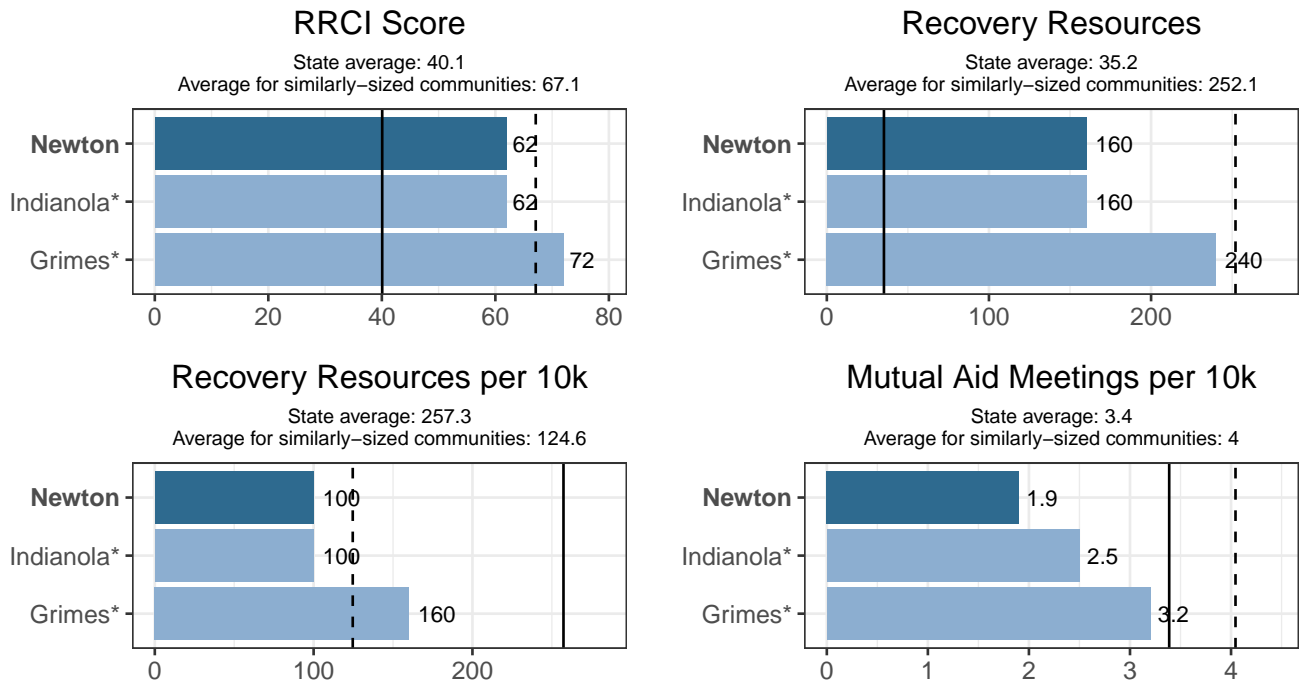 RRCI Score
State average: 40.1
Average for similarly−sized communities: 67.1
Newton
62
Indianola*
62
Grimes*
72
0 20 40 60 80
Recovery Resources
State average: 35.2
Average for similarly−sized communities: 252.1
Newton
160
Indianola*
160
Grimes*
240
0 100 200
Recovery Resources per 10k
State average: 257.3
Average for similarly−sized communities: 124.6
Newton
100
Indianola*
100
Grimes*
160
0 100 200
Mutual Aid Meetings per 10k
State average: 3.4
Average for similarly−sized communities: 4
Newton
1.9
Indianola*
2.5
Grimes*
3.2
0 1 2 3 4